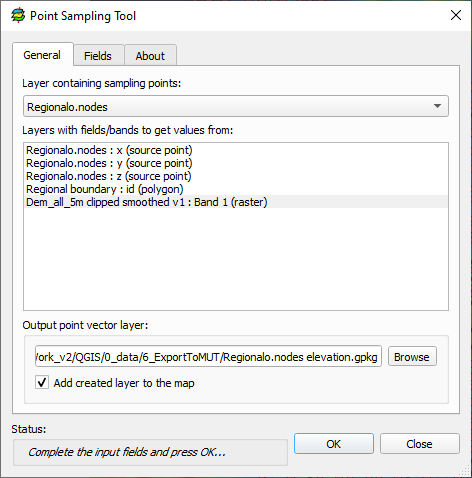 Point Sampling Tool
General
Fields
About
Layer containing sampling points:
Regionalo.nodes
Layers with fields/bands to get values from:
Regionalo.nodes : x (source point)
Regionalo.nodes : y (source point)
Regionalo.nodes : z (source point)
Regional boundary : id (polygon)
Dem_all_5m clipped smoothed v1 : Band 1 (raster)
Output point vector layer:
/ork_v2/QGIS/0_data/6_ExportToMUT/Regionalo.nodes elevation.gpkg
Browse
Add created layer to the map
Status:
Complete the input fields and press OK...
OK
Close